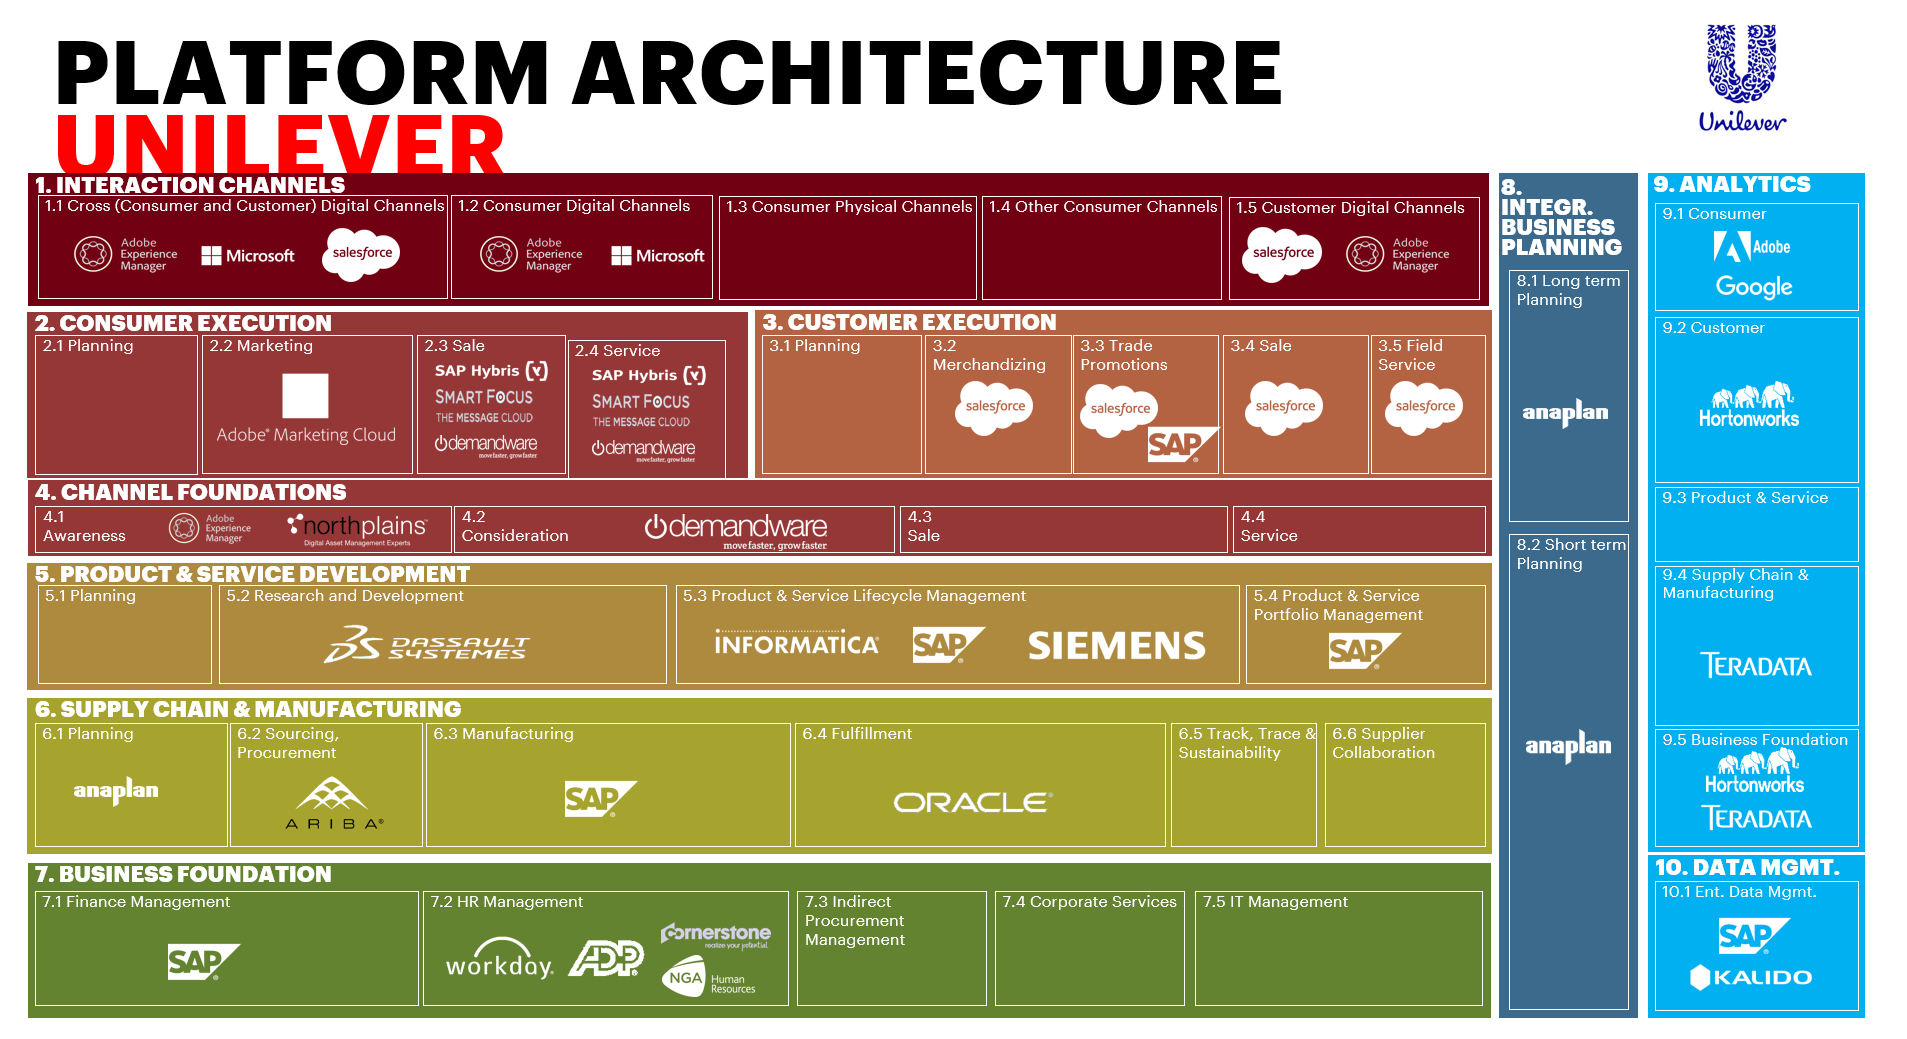 PLATFORM ARCHITECTURE
UNILEVER
Unilever
1. INTERACTION CHANNELS
1.1 Cross (Consumer and Customer) Digital Channels
Adobe
Experience
Manager
Microsoft
salesforce
1.2 Consumer Digital Channels
Adobe
Experience
Manager
Microsoft
1.3 Consumer Physical Channels
1.4 Other Consumer Channels
1.5 Customer Digital Channels
salesforce
Adobe
Experience
Manager
2. CONSUMER EXECUTION
2.1 Planning
2.2 Marketing
Adobe® Marketing Cloud
2.3 Sale
SAP Hybris (Y)
SMART FOCUS
THE MESSAGE CLOUD
demandware
move faster, grow faster
2.4 Service
SAP Hybris (Y)
SMART FOCUS
THE MESSAGE CLOUD
demandware
move faster, grow faster
3. CUSTOMER EXECUTION
3.1 Planning
3.2
Merchandizing
salesforce
3.3 Trade
Promotions
salesforce
SAP
3.4 Sale
salesforce
3.5 Field
Service
salesforce
4. CHANNEL FOUNDATIONS
4.1
Awareness
Adobe
Experience
Manager
northplains™
Digital Asset Management Experts
4.2
Consideration
demandware
move faster, grow faster
4.3
Sale
4.4
Service
5. PRODUCT & SERVICE DEVELOPMENT
5.1 Planning
5.2 Research and Development
DASSAULT
SYSTEMES
5.3 Product & Service Lifecycle Management
INFORMATICA®
SAP®
SIEMENS
5.4 Product & Service
Portfolio Management
SAP®
6. SUPPLY CHAIN & MANUFACTURING
6.1 Planning
anaplan
6.2 Sourcing,
Procurement
ARIBA®
6.3 Manufacturing
SAP®
6.4 Fulfillment
ORACLE®
6.5 Track, Trace &
Sustainability
6.6 Supplier
Collaboration
7. BUSINESS FOUNDATION
7.1 Finance Management
SAP®
7.2 HR Management
workday.
ADP®
Cornerstone
realize your potential
NGA
Human
Resources
7.3 Indirect
Procurement
Management
7.4 Corporate Services
7.5 IT Management
8.
INTEGR.
BUSINESS
PLANNING
8.1 Long term
Planning
anaplan
8.2 Short term
Planning
anaplan
9. ANALYTICS
9.1 Consumer
Adobe
Google
9.2 Customer
Hortonworks
9.3 Product & Service
9.4 Supply Chain &
Manufacturing
TERADATA
9.5 Business Foundation
Hortonworks
TERADATA
10. DATA MGMT.
10.1 Ent. Data Mgmt.
SAP®
KALIDO